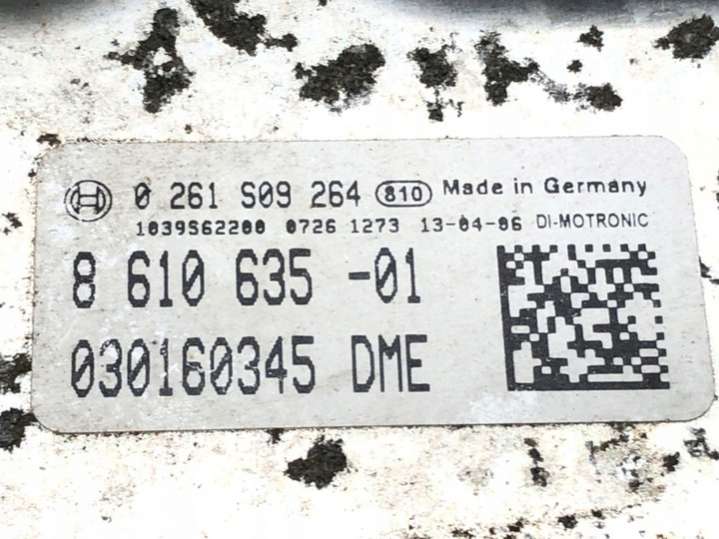 0 261 S09 264 810 Made in Germany
1039S62200 0726 1273 13-04-06 DI-MOTRONIC
8 610 635 -01
030160345 DME